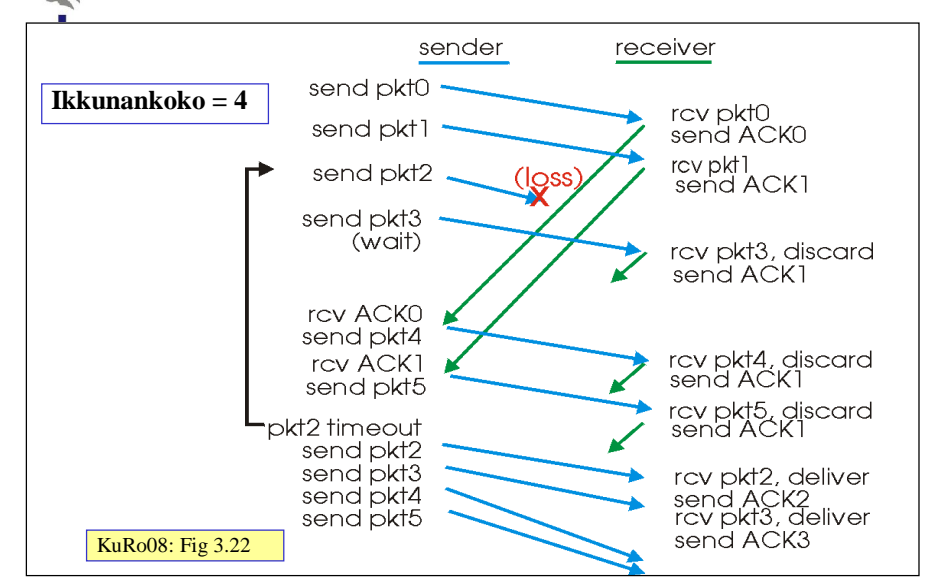 sender
receiver
Ikkunankoko = 4
send pkt0
send pkt1
send pkt2
(loss)
X
send pkt3
(wait)
rcv ACK0
send pkt4
rcv ACK1
send pkt5
pkt2 timeout
send pkt2
send pkt3
send pkt4
send pkt5
rcv pkt0
send ACK0
rcv pkt1
send ACK1
rcv pkt3, discard
send ACK1
rcv pkt4, discard
send ACK1
rcv pkt5, discard
send ACK1
rcv pkt2, deliver
send ACK2
rcv pkt3, deliver
send ACK3
KuRo08: Fig 3.22